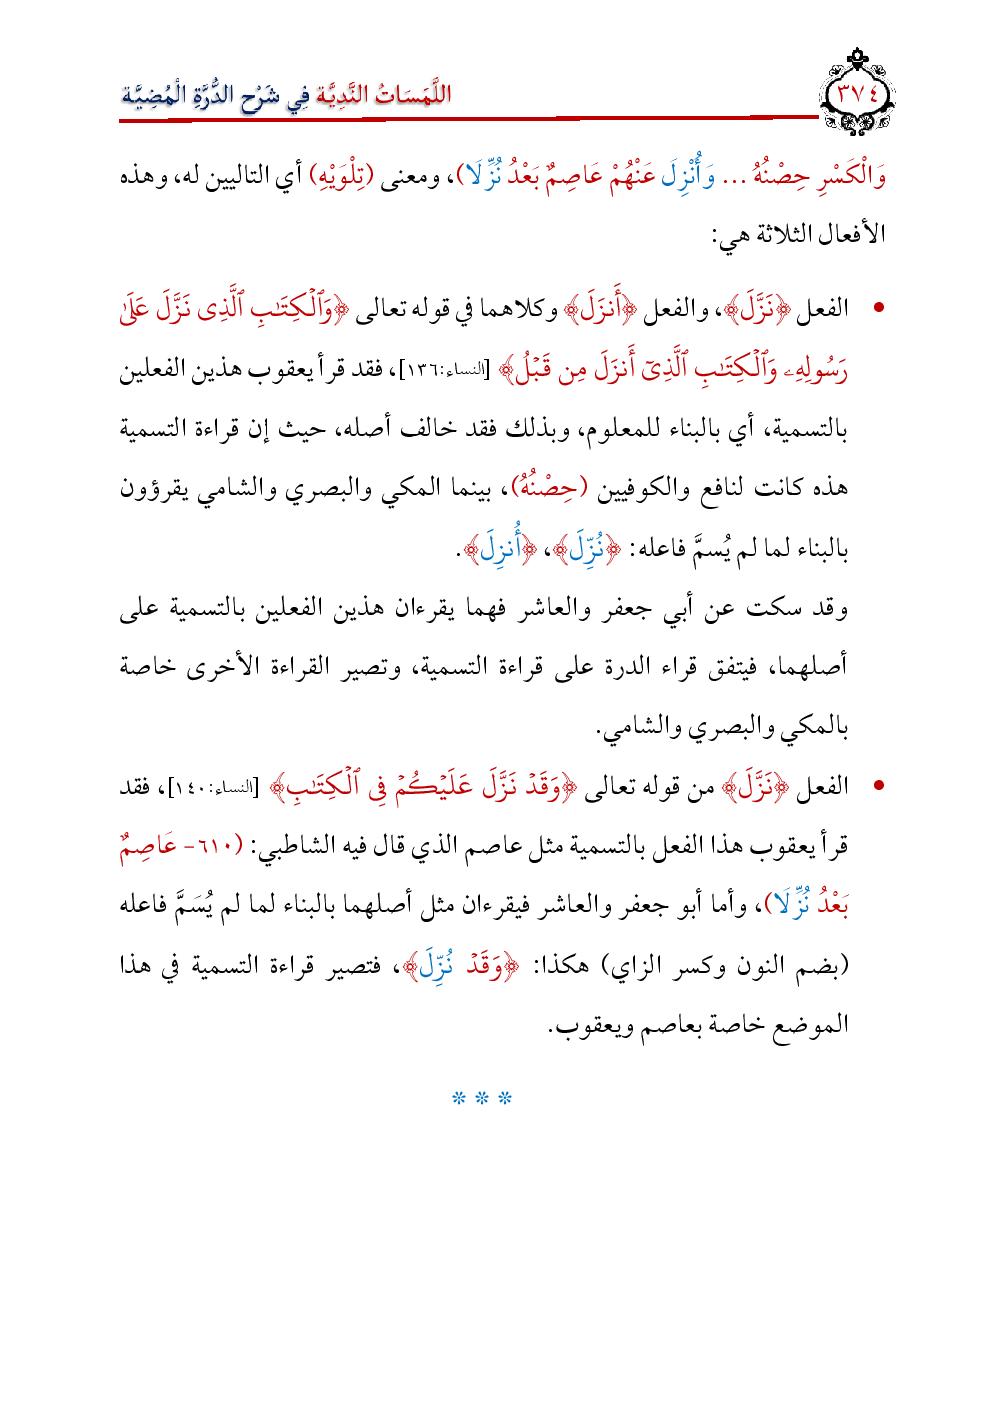 ٣٧٤
اللَّمَسَاتُ النَّدِيَّة فِي شَرْحِ الدُّرَّةِ الْمُضِيَّة
وَالْكَسْرِ حِصْنُهُ ... وَأُنْزِلَ عَنْهُمْ عَاصِمٌ بَعْدُ نُزِّلَا)، ومعنى (تِلْوَيْهِ) أي التاليين له، وهذه
الأفعال الثلاثة هي:
• الفعل ﴿نَزَّلَ﴾، والفعل ﴿أَنزَلَ﴾ وكلاهما في قوله تعالى ﴿وَٱلۡكِتَٰبِ ٱلَّذِى نَزَّلَ عَلَىٰ
رَسُولِهِۦ وَٱلۡكِتَٰبِ ٱلَّذِىٓ أَنزَلَ مِن قَبۡلُ﴾ [النساء:١٣٦]، فقد قرأ يعقوب هذين الفعلين
بالتسمية، أي بالبناء للمعلوم، وبذلك فقد خالف أصله، حيث إن قراءة التسمية
هذه كانت لنافع والكوفيين (حِصْنُهُ)، بينما المكي والبصري والشامي يقرؤون
بالبناء لما لم يُسمَّ فاعله: ﴿نُزِّلَ﴾، ﴿أُنزِلَ﴾.
وقد سكت عن أبي جعفر والعاشر فهما يقرءان هذين الفعلين بالتسمية على
أصلهما، فيتفق قراء الدرة على قراءة التسمية، وتصير القراءة الأخرى خاصة
بالمكي والبصري والشامي.
• الفعل ﴿نَزَّلَ﴾ من قوله تعالى ﴿وَقَدۡ نَزَّلَ عَلَيۡكُمۡ فِى ٱلۡكِتَٰبِ﴾ [النساء:١٤٠]، فقد
قرأ يعقوب هذا الفعل بالتسمية مثل عاصم الذي قال فيه الشاطبي: (٦١٠- عَاصِمٌ
بَعْدُ نُزِّلَا)، وأما أبو جعفر والعاشر فيقرءان مثل أصلهما بالبناء لما لم يُسَمَّ فاعله
(بضم النون وكسر الزاي) هكذا: ﴿وَقَدۡ نُزِّلَ﴾، فتصير قراءة التسمية في هذا
الموضع خاصة بعاصم ويعقوب.
* * *